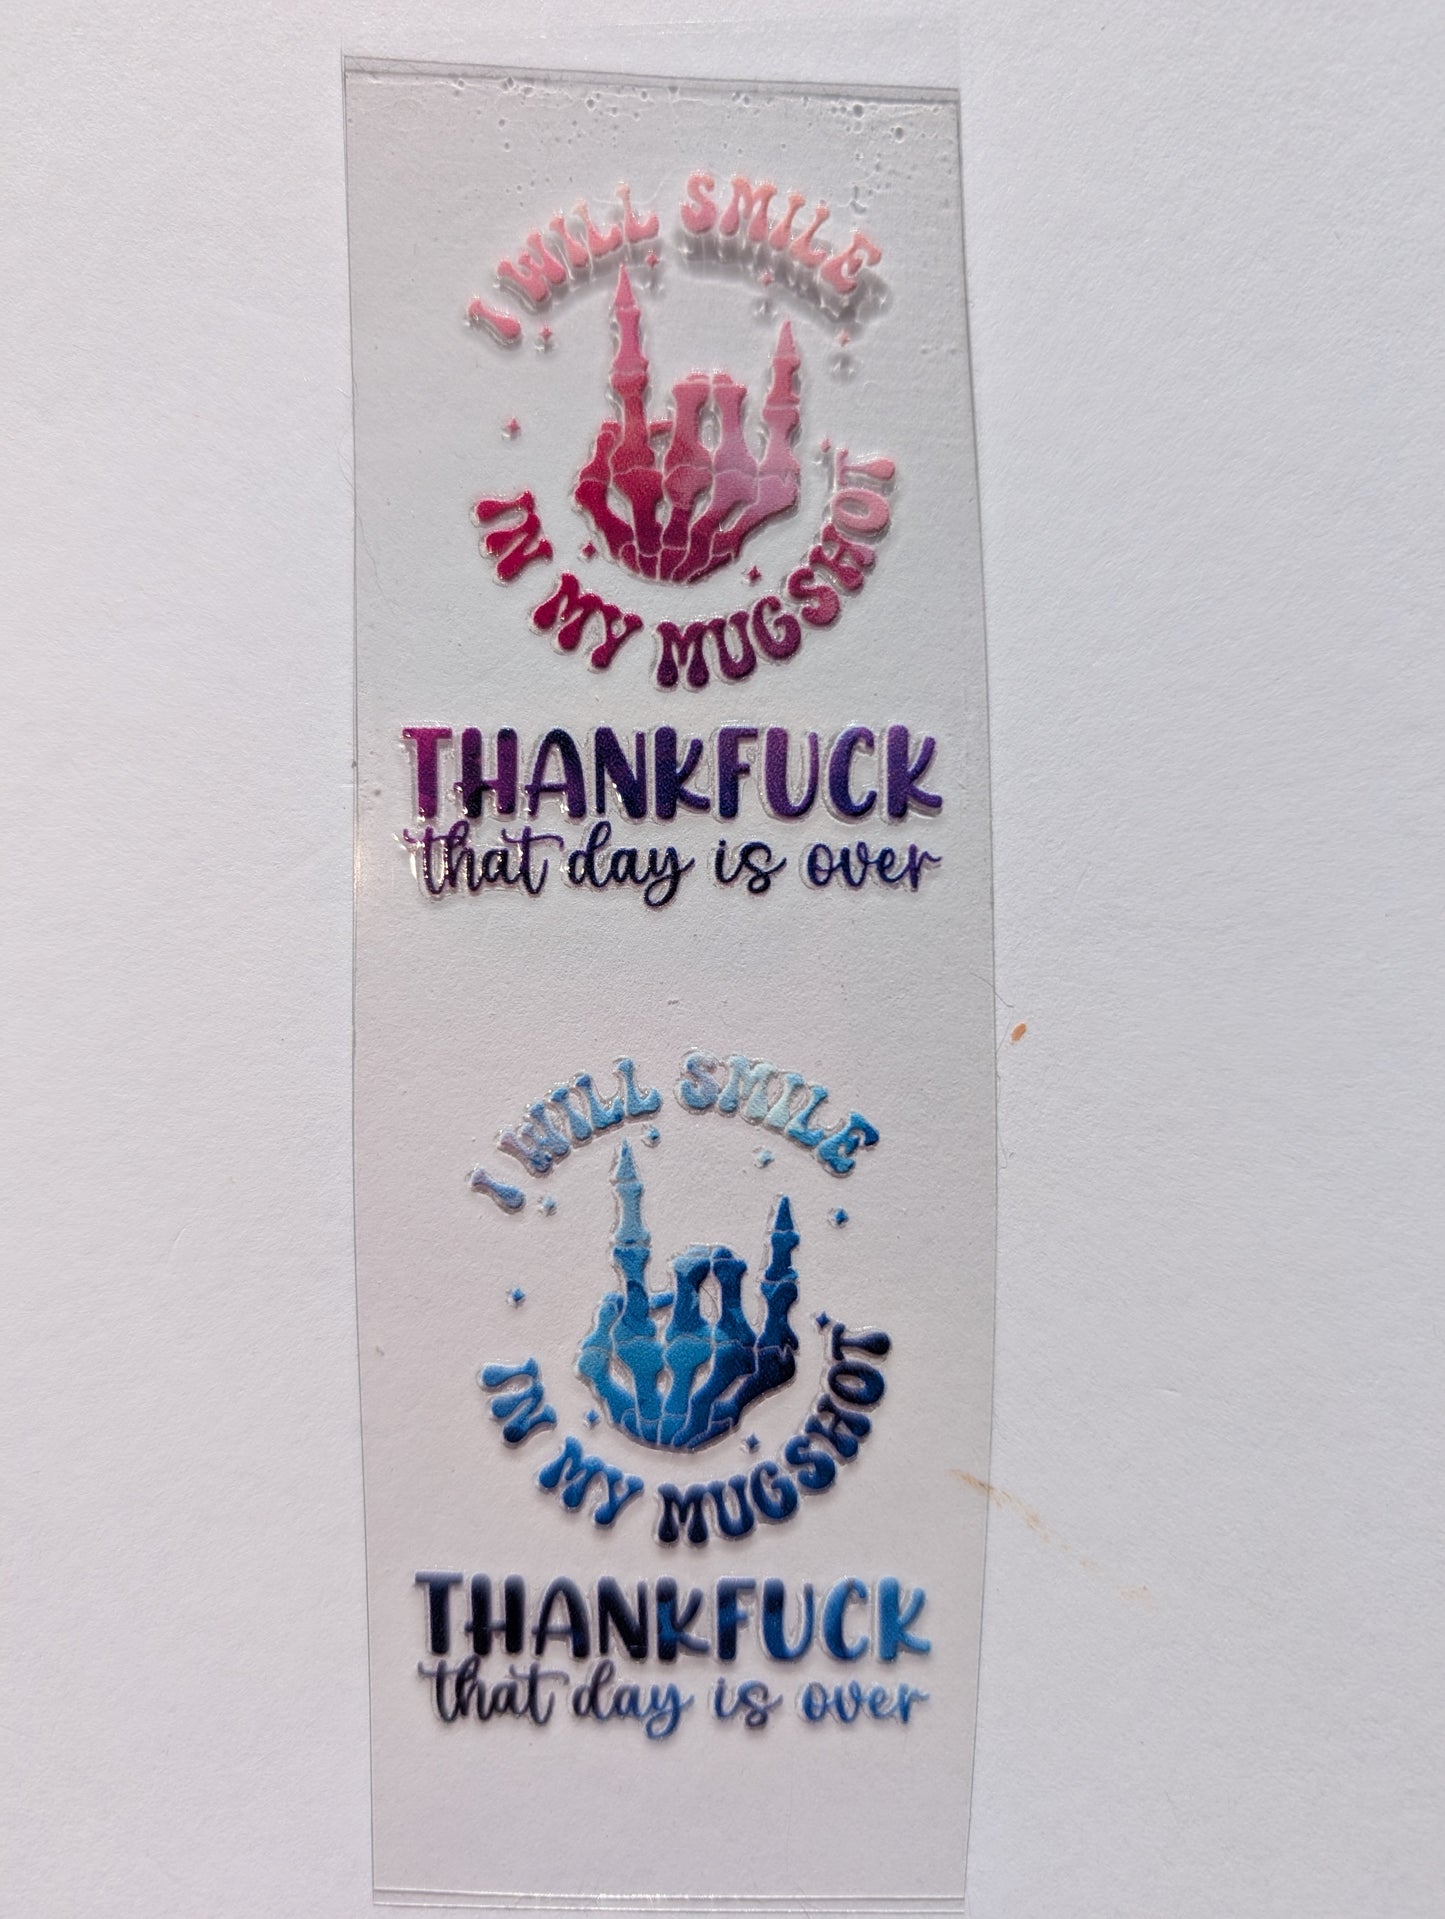 I WILL SMILE
IN MY MUGSHOT
THANKFUCK
that day is over
I WILL SMILE
IN MY MUGSHOT
THANKFUCK
that day is over